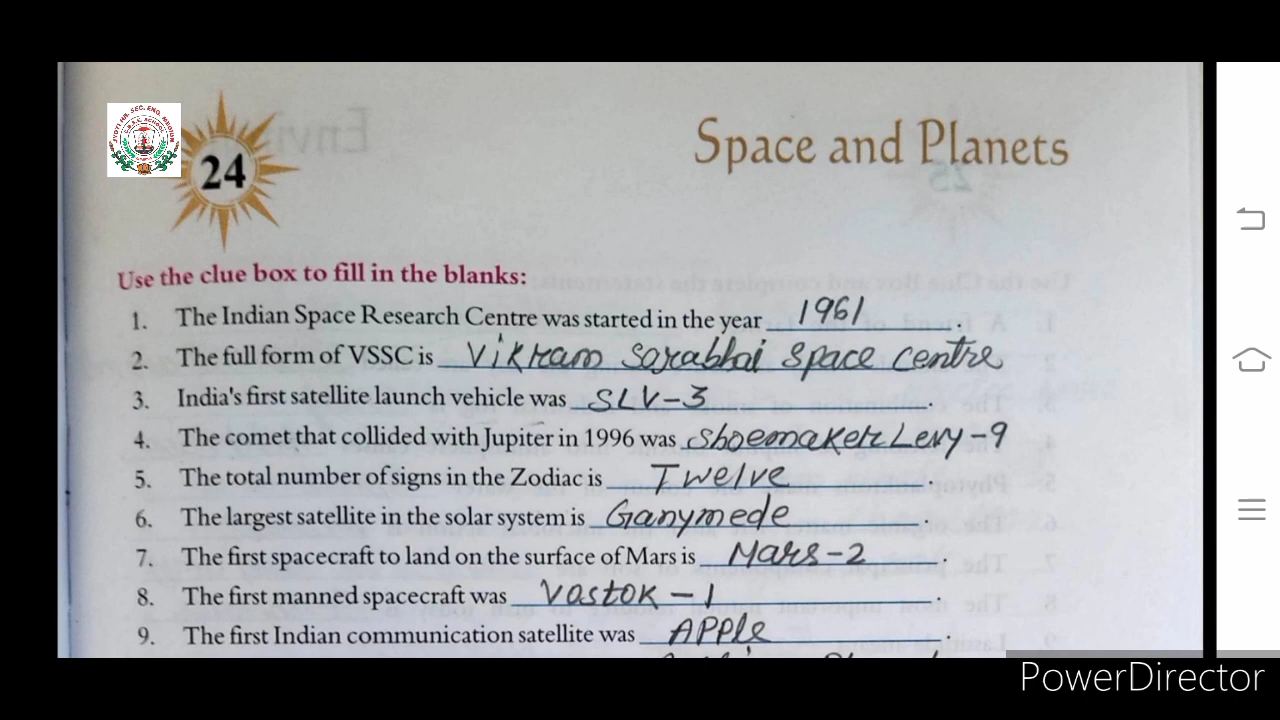 24
Space and Planets
Use the clue box to fill in the blanks:
1. The Indian Space Research Centre was started in the year 1961.
2. The full form of VSSC is Vikram Sarabhai Space Centre
3. India's first satellite launch vehicle was SLV-3.
4. The comet that collided with Jupiter in 1996 was Shoemaker Levy-9
5. The total number of signs in the Zodiac is Twelve.
6. The largest satellite in the solar system is Ganymede
7. The first spacecraft to land on the surface of Mars is Mars-2.
8. The first manned spacecraft was Vostok-1.
9. The first Indian communication satellite was APPle.
PowerDirector